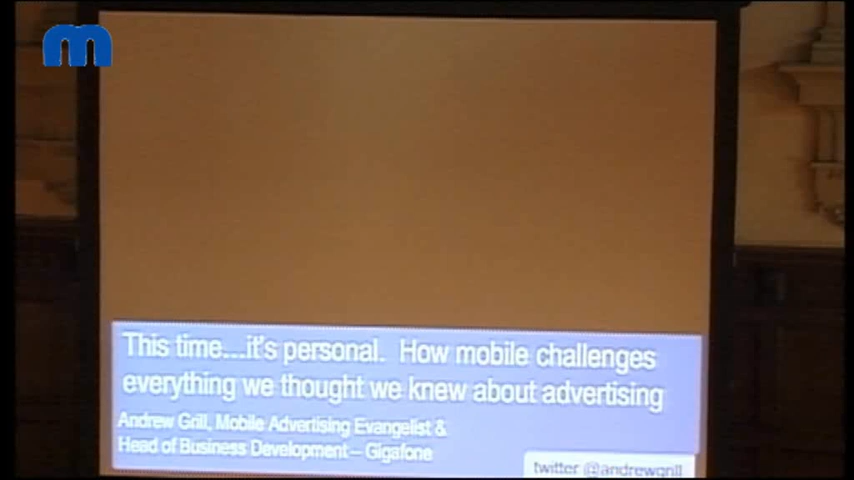 m
This time...it's personal. How mobile challenges
everything we thought we knew about advertising
Andrew Grill, Mobile Advertising Evangelist &
Head of Business Development – Gigafone
twitter @andrewgrill